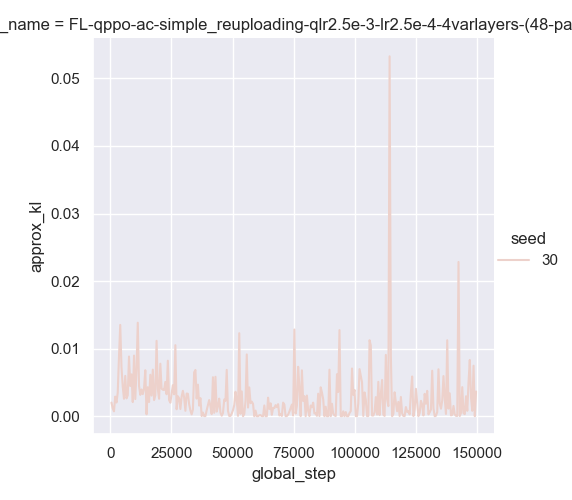 _name = FL-qppo-ac-simple_reuploading-qlr2.5e-3-lr2.5e-4-4varlayers-(48-pa
0.05
0.04
0.03
0.02
0.01
0.00
approx_kl
seed
30
0 25000 50000 75000 100000 125000 150000
global_step